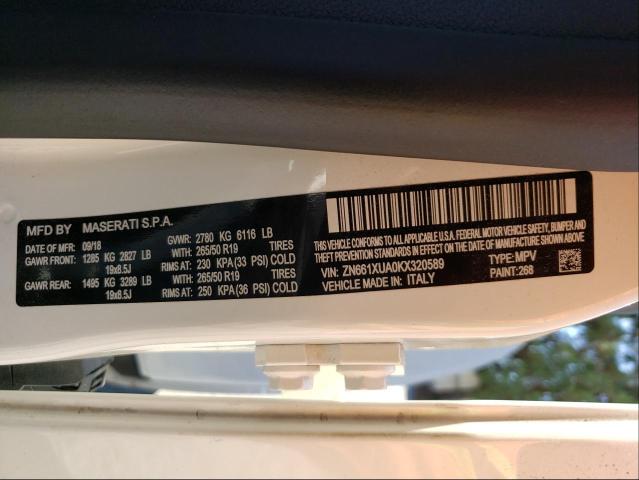 MFD BY MASERATI S.P.A.
DATE OF MFR: 09/18 GVWR: 2780 KG 6116 LB
GAWR FRONT: 1285 KG 2827 LB WITH: 265/50 R19 TIRES
19x8.5J RIMS AT: 230 KPA(33 PSI) COLD
GAWR REAR: 1495 KG 3289 LB WITH: 265/50 R19 TIRES
19x8.5J RIMS AT: 250 KPA(36 PSI) COLD
THIS VEHICLE CONFORMS TO ALL APPLICABLE U.S.A. FEDERAL MOTOR VEHICLE SAFETY, BUMPER AND
THEFT PREVENTION STANDARDS IN EFFECT ON THE DATE OF MANUFACTURE SHOWN ABOVE.
VIN: ZN661XUA0KX320589 TYPE: MPV
VEHICLE MADE IN: ITALY PAINT: 268